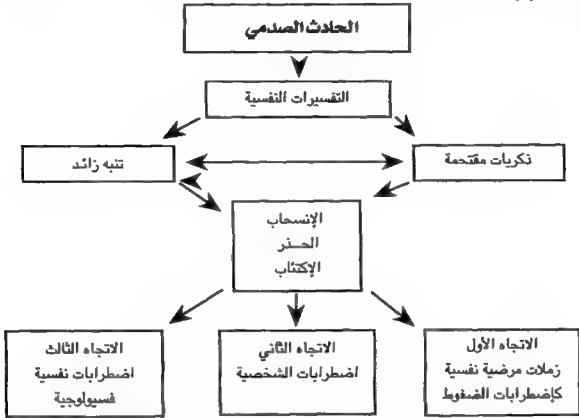 الحادث الصدمي
التفسيرات النفسية
ذكريات مقتحمة
تنبه زائد
الإنسحاب
الحــذر
الإكتئاب
الاتجاه الأول
زملات مرضية نفسية
كإضطرابات الضغوط
الاتجاه الثاني
اضطرابات الشخصية
الاتجاه الثالث
اضطرابات نفسية
فسيولوجية